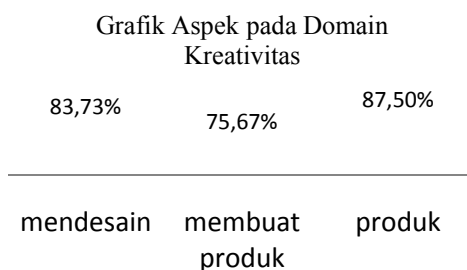 Grafik Aspek pada Domain
Kreativitas
83,73%
75,67%
87,50%
mendesain
membuat
produk
produk